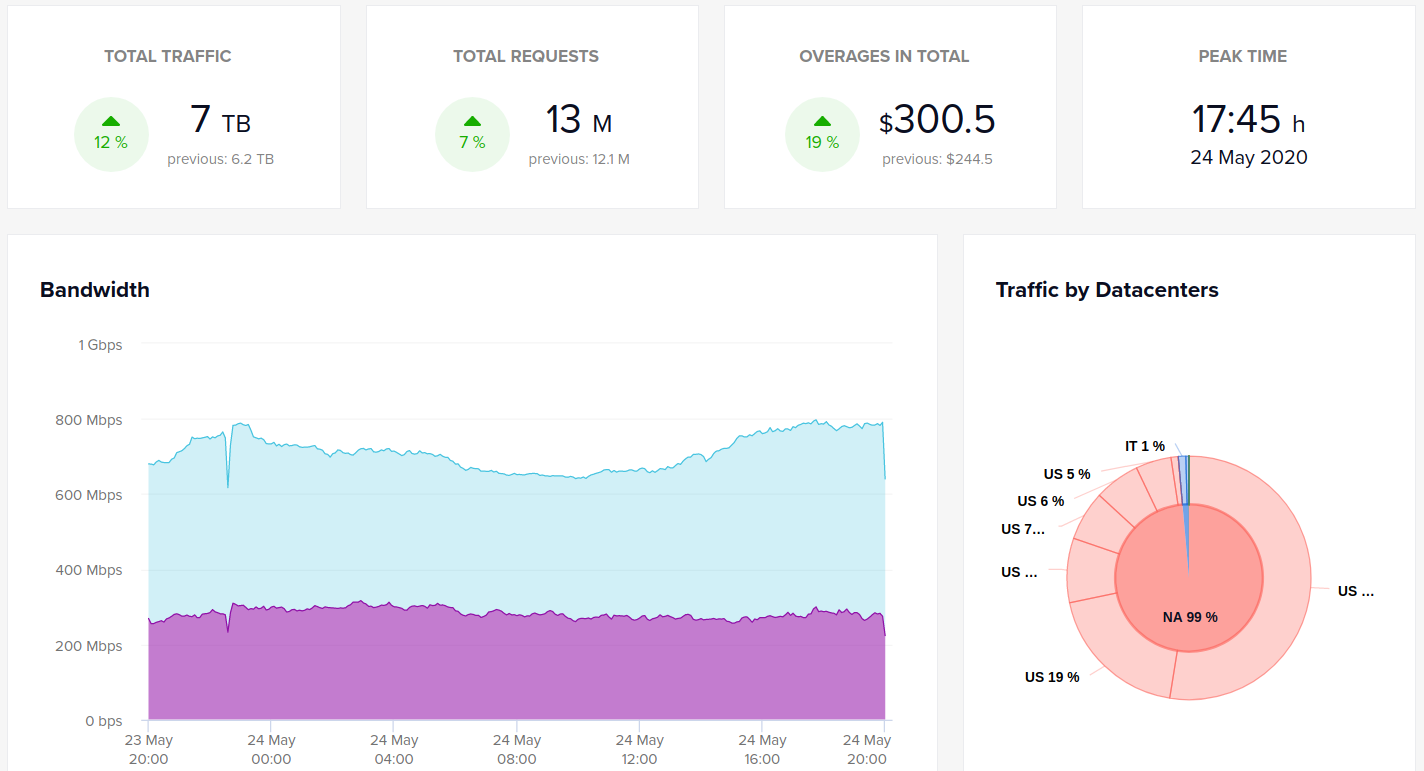 TOTAL TRAFFIC
12 %
7 TB
previous: 6.2 TB
TOTAL REQUESTS
7 %
13 M
previous: 12.1 M
OVERAGES IN TOTAL
19 %
$300.5
previous: $244.5
PEAK TIME
17:45 h
24 May 2020
Bandwidth
1 Gbps
800 Mbps
600 Mbps
400 Mbps
200 Mbps
0 bps
23 May
20:00
24 May
00:00
24 May
04:00
24 May
08:00
24 May
12:00
24 May
16:00
24 May
20:00
Traffic by Datacenters
IT 1 %
US 5 %
US 6 %
US 7...
US ...
US ...
NA 99 %
US 19 %